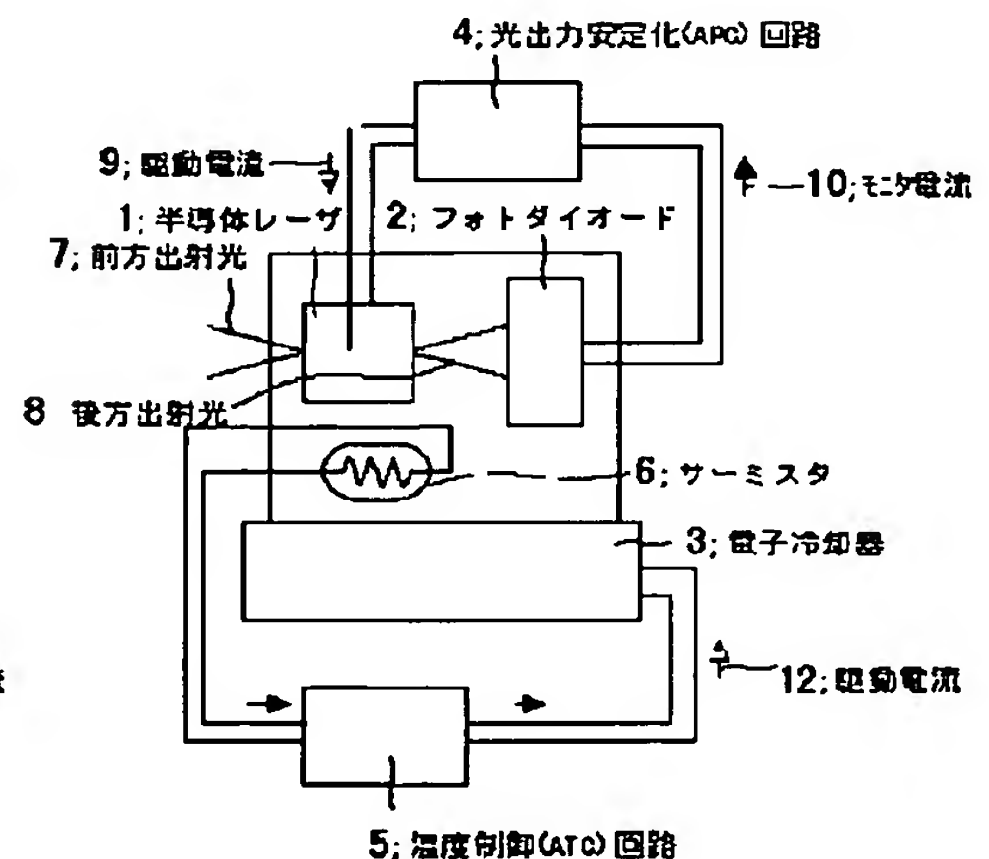 4;光出力安定化(APC)回路
9;駆動電流
10;モニタ電流
1;半導体レーザ
2;フォトダイオード
7;前方出射光
8 後方出射光
6;サーミスタ
3;電子冷却器
12;駆動電流
5;温度制御(ATC)回路